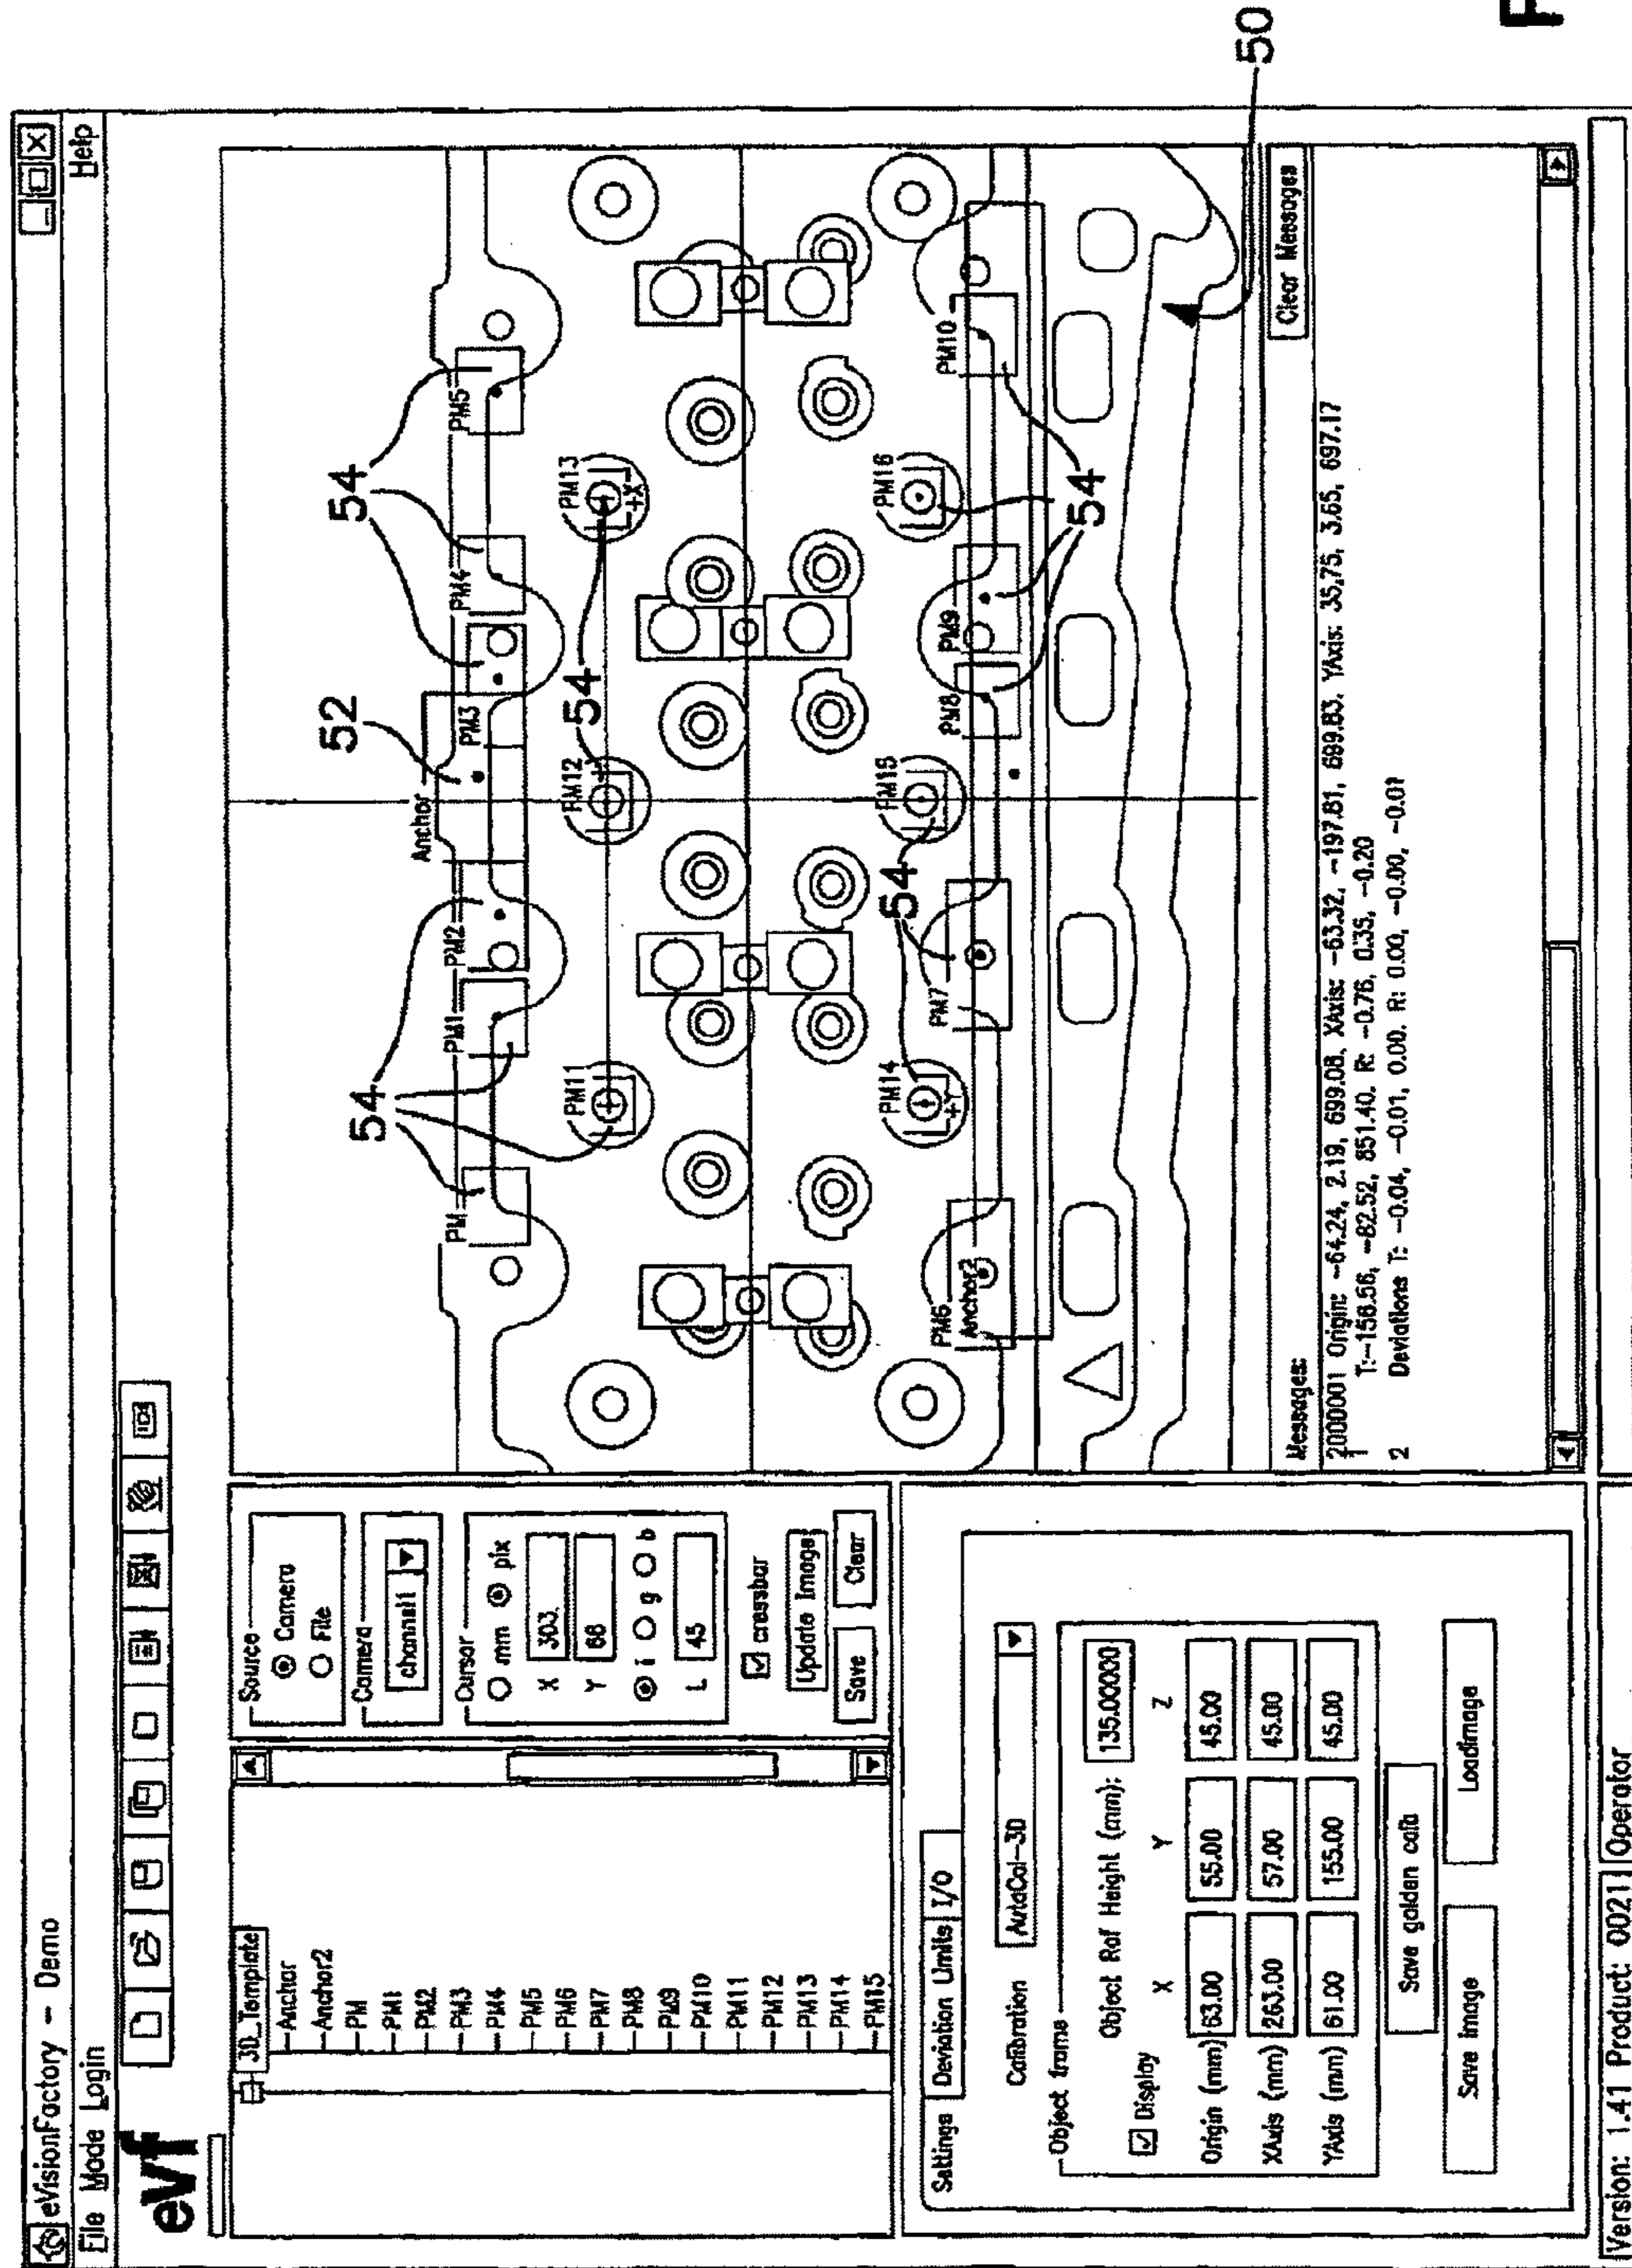 eVisionFactory – Demo
File Mode Login Help
evf
3D_Template
Anchor
Anchor2
PM
PM1
PM2
PM3
PM4
PM5
PM6
PM7
PM8
PM9
PM10
PM11
PM12
PM13
PM14
PM15
Source
Camera
File
Camera
channel1
Cursor
mm pix
X 303.
Y 68
i g b
L 45
crossbar
Update Image
Save Clear
Settings Deviation Limits I/O
Calibration AutoCal–3D
Object frame
Object Ref Height (mm): 135.0000
Display X Y Z
Origin (mm) 63.00 55.00 45.00
XAxis (mm) 263.00 57.00 45.00
YAxis (mm) 61.00 155.00 45.00
Save golden data
Save image Loadimage
54 52 54
PM PM1 PM2 Anchor PM3 PM4 PM5
PM11 PM12 54 PM13
+X
PM14 54 PM15 PM16
+Y
PM6 PM7 PM8 PM9 PM10
Anchor2
54
50
Messages: Clear Messages
2000001 Origin: –64.24, 2.19, 699.08, XAxis: –63.32, –197.81, 699.83. YAxis: 35,75, 3.65, 697.17
1 T:–156.56, –82.52, 851.40. R: –0.76, 0.35, –0.20
2 Deviations T: –0.04, –0.01, 0.00. R: 0.00, –0.00, –0.01
Version: 1.41 Product: 0021 Operator
F